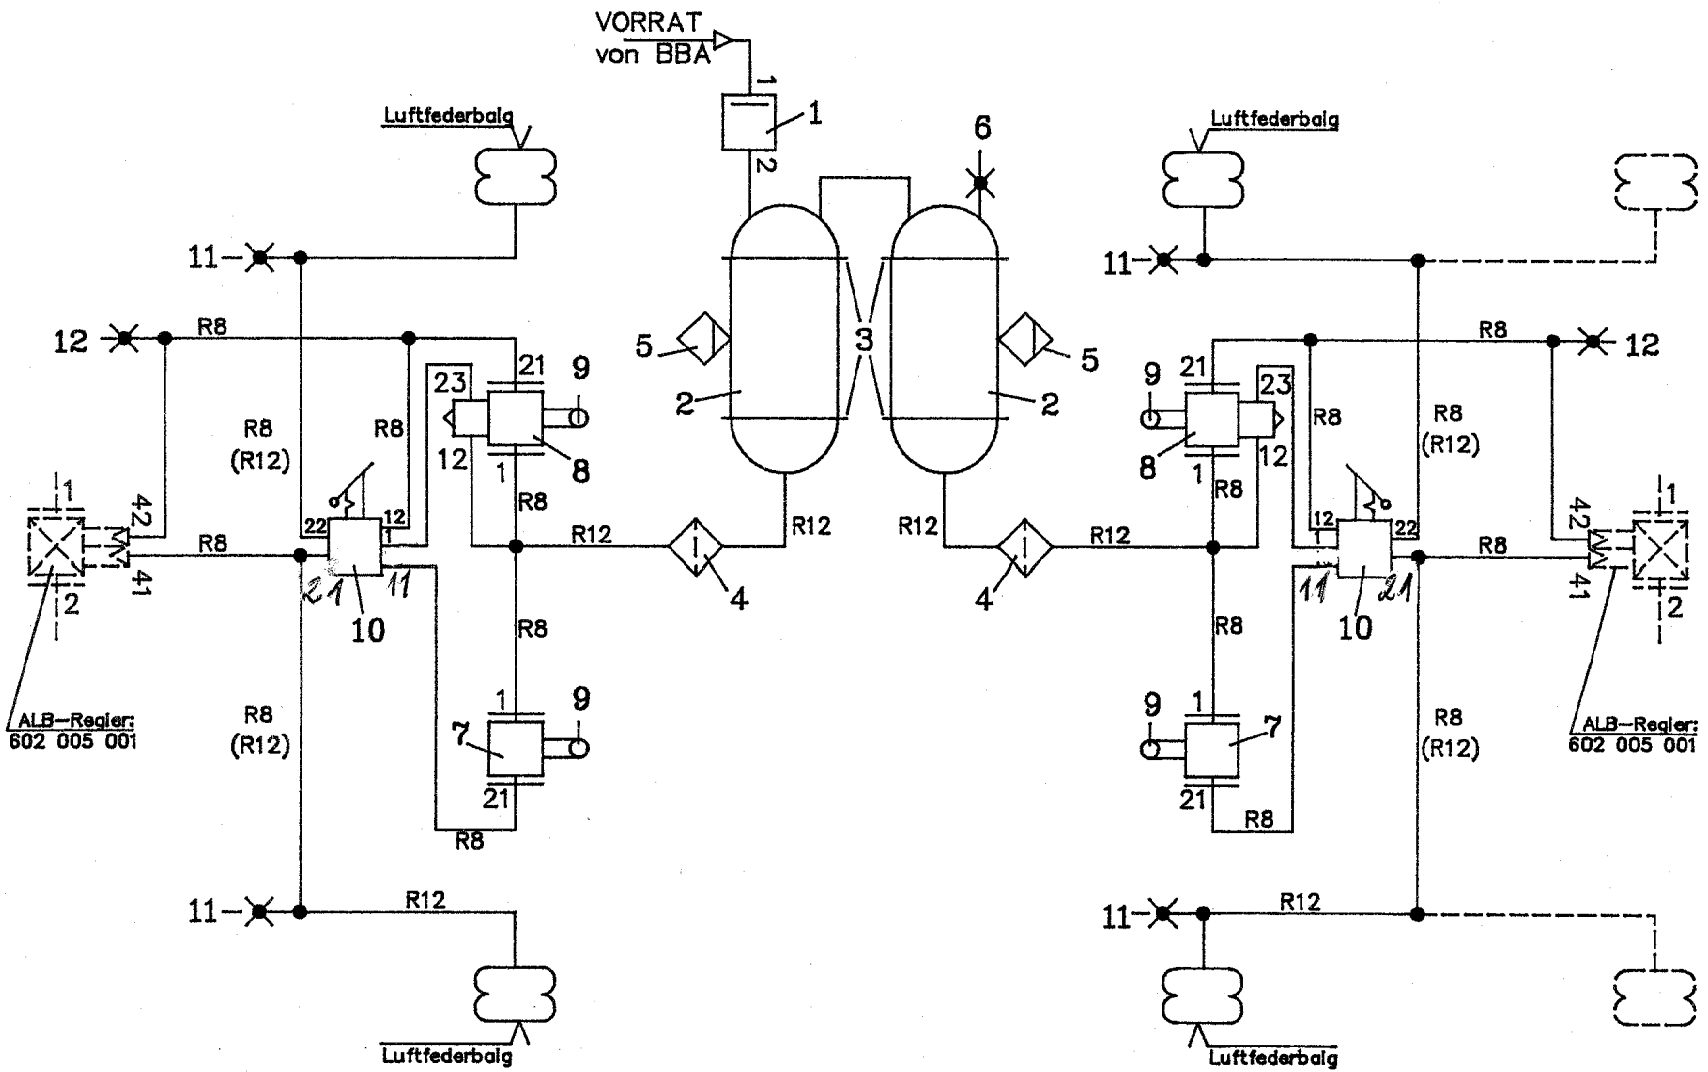 VORRAT
von BBA
1
1
2
Luftfederbalg
Luftfederbalg
6
11
11
12
R8
R8
12
5
3
5
21
9
23
2
2
9
21
23
R8
(R12)
R8
12
8
1
R8
R8
(R12)
8
1
12
R8
1
42
22
12
1
R8
R12
R12
R12
R12
12
22
R8
42
1
41
2
21
11
10
4
4
11
21
10
41
2
R8
R8
ALB-Regler:
602 005 001
R8
(R12)
1
9
7
21
R8
9
1
7
21
R8
R8
(R12)
ALB-Regler:
602 005 001
11
R12
11
R12
Luftfederbalg
Luftfederbalg